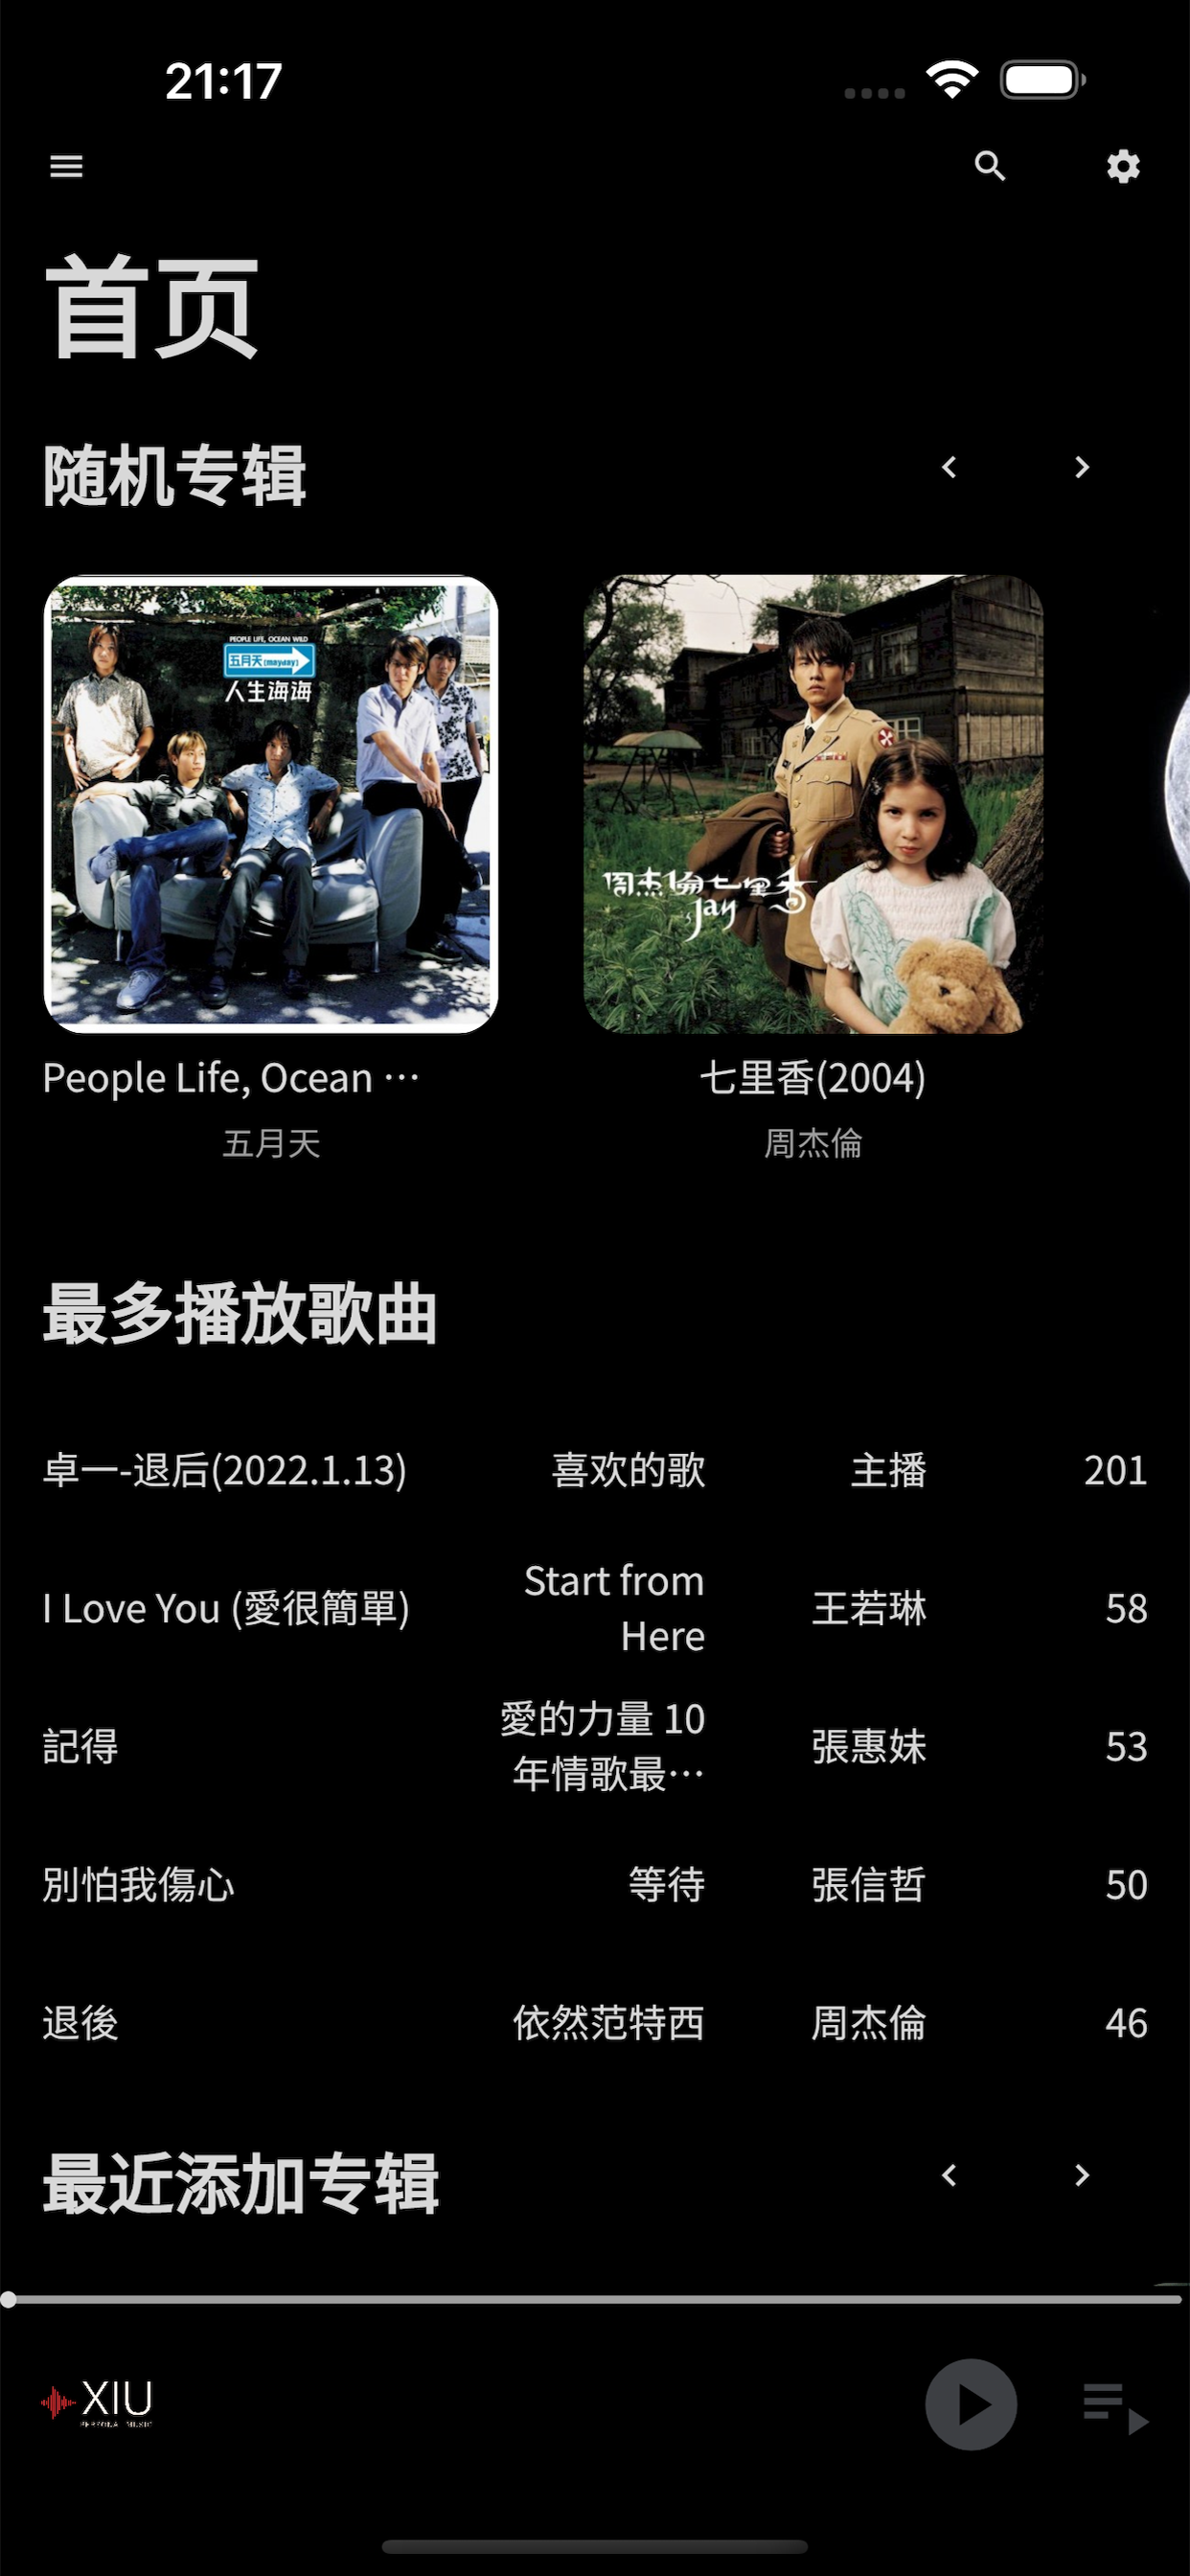 21:17
首页
随机专辑
PEOPLE LIFE, OCEAN WILD
五月天(mayday)
人生海海
周杰倫七里香
Jay
People Life, Ocean ···
七里香(2004)
五月天
周杰倫
最多播放歌曲
卓一-退后(2022.1.13) 喜欢的歌 主播 201
I Love You (愛很簡單) Start from Here 王若琳 58
記得 愛的力量 10年情歌最··· 張惠妹 53
別怕我傷心 等待 張信哲 50
退後 依然范特西 周杰倫 46
最近添加专辑
XIU